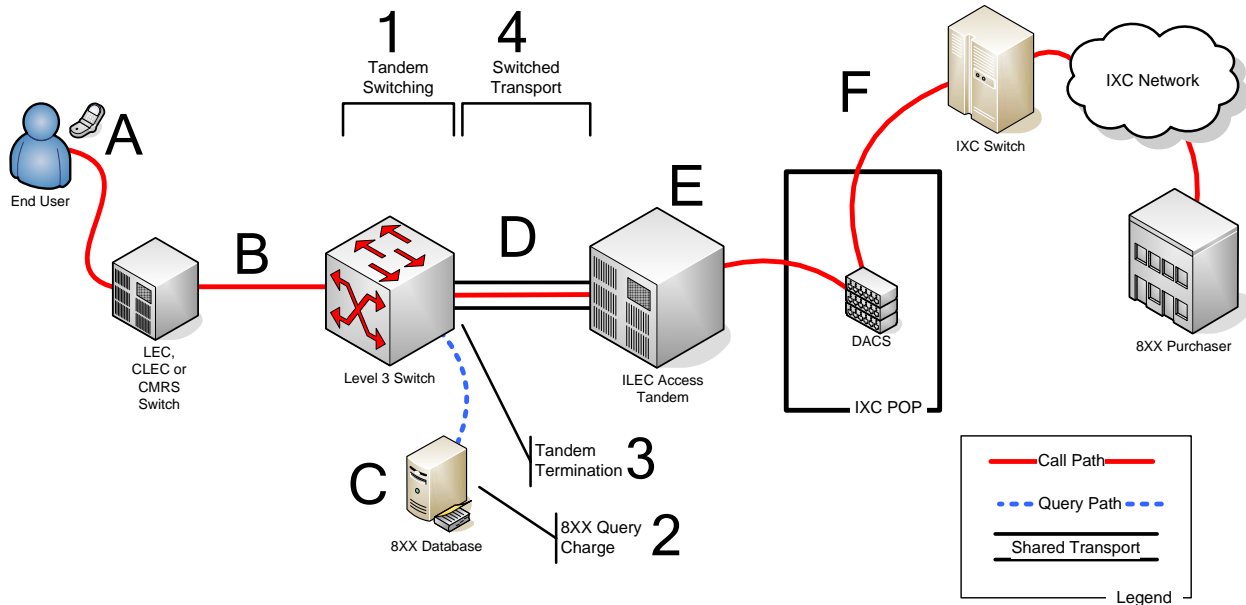 1
Tandem
Switching
4
Switched
Transport
A
End User
B
LEC,
CLEC or
CMRS
Switch
Level 3 Switch
D
E
ILEC Access
Tandem
F
IXC Switch
IXC Network
8XX Purchaser
DACS
IXC POP
C
8XX Database
Tandem
Termination
3
8XX Query
Charge
2
Call Path
Query Path
Shared Transport
Legend